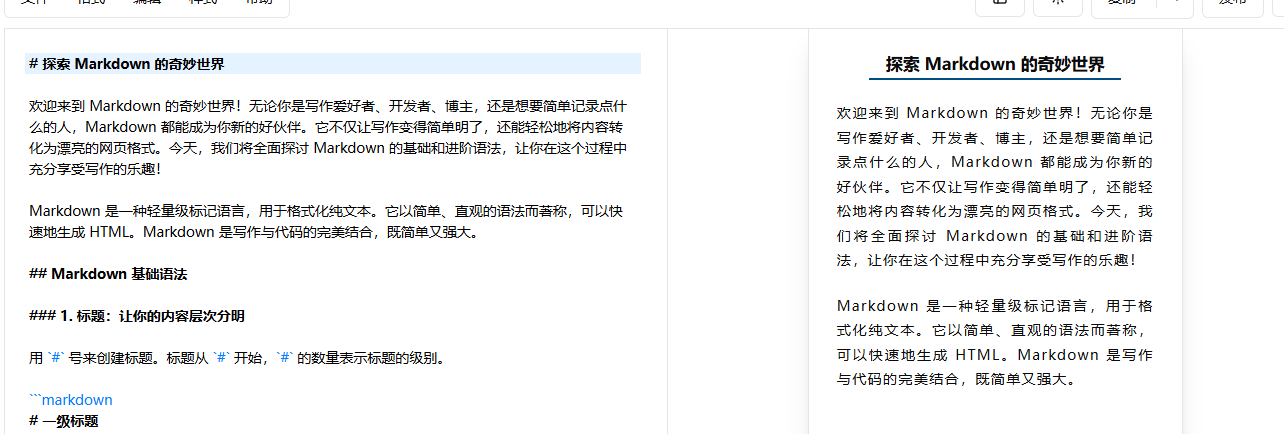 文件 格式 编辑 样式 帮助 复制 发布
# 探索 Markdown 的奇妙世界
欢迎来到 Markdown 的奇妙世界！无论你是写作爱好者、开发者、博主，还是想要简单记录点什
么的人，Markdown 都能成为你新的好伙伴。它不仅让写作变得简单明了，还能轻松地将内容转
化为漂亮的网页格式。今天，我们将全面探讨 Markdown 的基础和进阶语法，让你在这个过程中
充分享受写作的乐趣！
Markdown 是一种轻量级标记语言，用于格式化纯文本。它以简单、直观的语法而著称，可以快
速地生成 HTML。Markdown 是写作与代码的完美结合，既简单又强大。
## Markdown 基础语法
### 1. 标题：让你的内容层次分明
用 `#` 号来创建标题。标题从 `#` 开始，`#` 的数量表示标题的级别。
```markdown
# 一级标题
探索 Markdown 的奇妙世界
欢迎来到 Markdown 的奇妙世界！无论你是
写作爱好者、开发者、博主，还是想要简单记
录点什么的人，Markdown 都能成为你新的
好伙伴。它不仅让写作变得简单明了，还能轻
松地将内容转化为漂亮的网页格式。今天，我
们将全面探讨 Markdown 的基础和进阶语
法，让你在这个过程中充分享受写作的乐趣！
Markdown 是一种轻量级标记语言，用于格
式化纯文本。它以简单、直观的语法而著称，
可以快速地生成 HTML。Markdown 是写作
与代码的完美结合，既简单又强大。